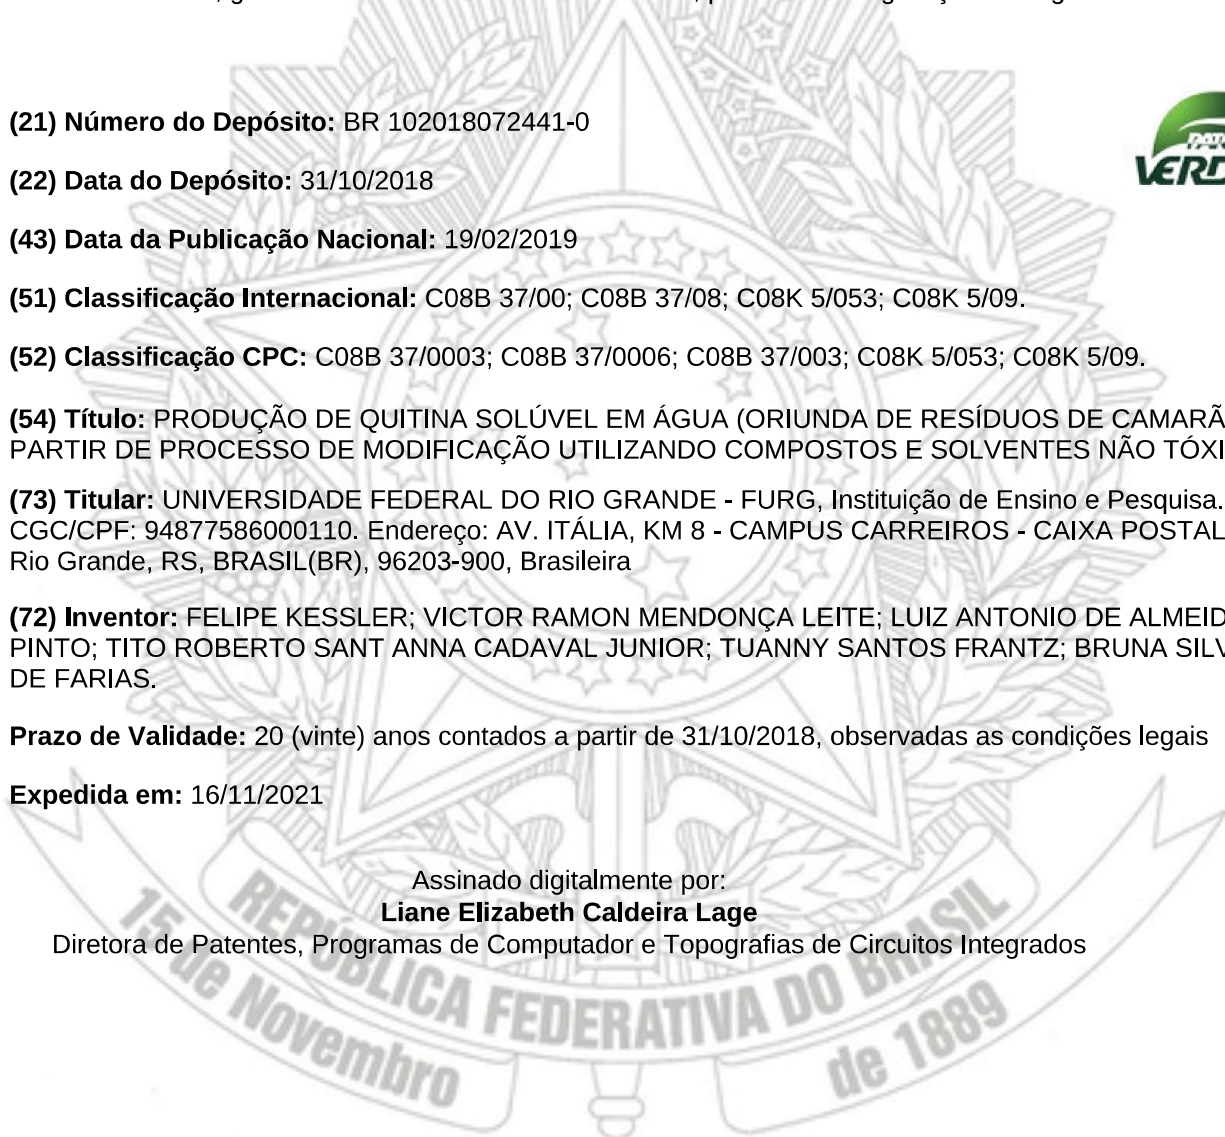 (21) Número do Depósito: BR 102018072441-0
(22) Data do Depósito: 31/10/2018
(43) Data da Publicação Nacional: 19/02/2019
(51) Classificação Internacional: C08B 37/00; C08B 37/08; C08K 5/053; C08K 5/09.
(52) Classificação CPC: C08B 37/0003; C08B 37/0006; C08B 37/003; C08K 5/053; C08K 5/09.
(54) Título: PRODUÇÃO DE QUITINA SOLÚVEL EM ÁGUA (ORIUNDA DE RESÍDUOS DE CAMARÃ
PARTIR DE PROCESSO DE MODIFICAÇÃO UTILIZANDO COMPOSTOS E SOLVENTES NÃO TÓXI
(73) Titular: UNIVERSIDADE FEDERAL DO RIO GRANDE - FURG, Instituição de Ensino e Pesquisa.
CGC/CPF: 94877586000110. Endereço: AV. ITÁLIA, KM 8 - CAMPUS CARREIROS - CAIXA POSTAL
Rio Grande, RS, BRASIL(BR), 96203-900, Brasileira
(72) Inventor: FELIPE KESSLER; VICTOR RAMON MENDONÇA LEITE; LUIZ ANTONIO DE ALMEID
PINTO; TITO ROBERTO SANT ANNA CADAVAL JUNIOR; TUANNY SANTOS FRANTZ; BRUNA SILV
DE FARIAS.
Prazo de Validade: 20 (vinte) anos contados a partir de 31/10/2018, observadas as condições legais
Expedida em: 16/11/2021
Assinado digitalmente por:
Liane Elizabeth Caldeira Lage
Diretora de Patentes, Programas de Computador e Topografias de Circuitos Integrados
REPÚBLICA FEDERATIVA DO BRASIL
15 de Novembro de 1889